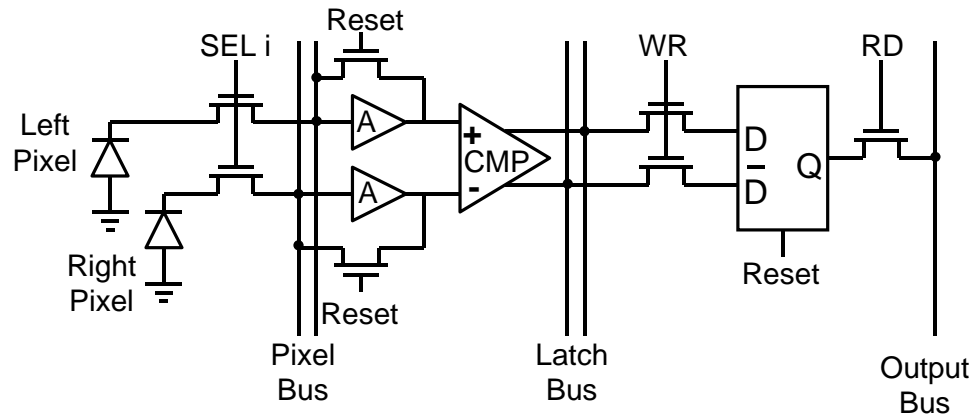 Reset
SEL i
WR
RD
Left
Pixel
A
+
CMP
-
A
D
D̅
Q
Right
Pixel
Reset
Reset
Pixel
Bus
Latch
Bus
Output
Bus